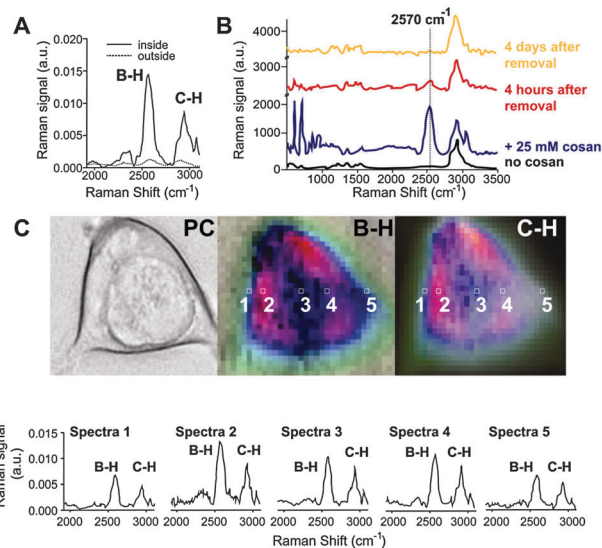 A
0.020
0.015
0.010
0.005
0.000
Raman signal (a.u.)
inside
outside
B-H
C-H
2000 2500 3000
Raman Shift (cm-1)
B
2570 cm-1
4000
3000
2000
1000
0
Raman signal (a.u.)
4 days after
removal
4 hours after
removal
+ 25 mM cosan
no cosan
1000 1500 2000 2500 3000 3500
Raman Shift (cm-1)
C
PC
B-H
1 2 3 4 5
C-H
1 2 3 4 5
Raman signal
(a.u.)
0.015
0.010
0.005
0.000
Spectra 1
B-H C-H
2000 2500 3000
Spectra 2
B-H C-H
2000 2500 3000
Spectra 3
B-H C-H
2000 2500 3000
Spectra 4
B-H C-H
2000 2500 3000
Spectra 5
B-H C-H
2000 2500 3000
Raman Shift (cm-1)